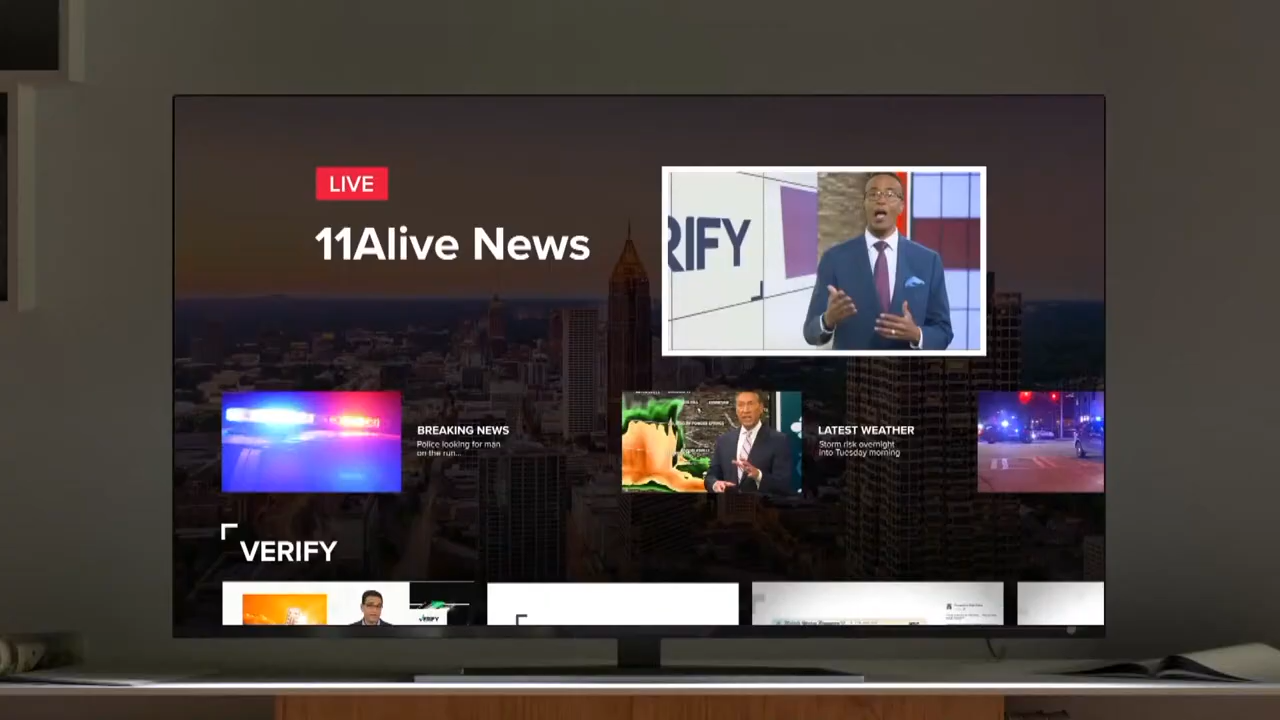 LIVE
11Alive News
RIFY
BREAKING NEWS
Police looking for man
on the run...
LATEST WEATHER
Storm risk overnight
into Tuesday morning
VERIFY
VERIFY